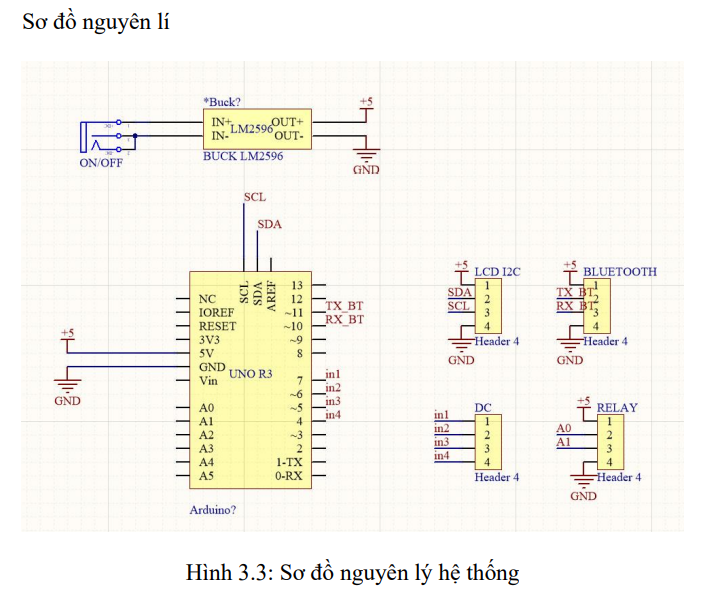 Sơ đồ nguyên lí
*Buck?
+5
IN+ OUT+
LM2596
IN- OUT-
ON/OFF
BUCK LM2596
GND
SCL
SDA
SCL SDA AREF
13
NC 12
IOREF ~11 TX_BT
RESET ~10 RX_BT
3V3 ~9
+5
5V 8
GND
UNO R3
Vin 7 in1
~6 in2
GND
A0 ~5 in3
A1 4 in4
A2 ~3
A3 2
A4 1-TX
A5 0-RX
Arduino?
+5 LCD I2C
1
SDA 2
SCL 3
4
Header 4
GND
+5 BLUETOOTH
1
TX_BT 2
RX_BT 3
4
Header 4
GND
DC
in1 1
in2 2
in3 3
in4 4
Header 4
+5 RELAY
1
A0 2
A1 3
4
Header 4
GND
Hình 3.3: Sơ đồ nguyên lý hệ thống